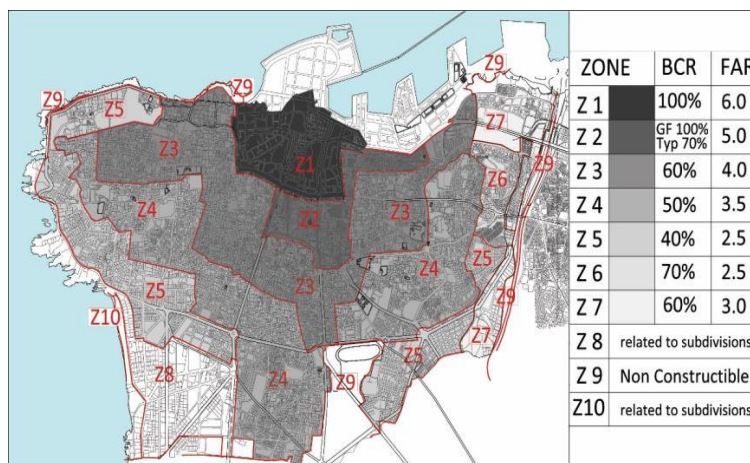 Z9
Z9
Z9
Z5
Z7
Z3
Z1
Z9
Z6
Z4
Z2
Z3
Z4
Z5
Z5
Z3
Z9
Z10
Z7
Z8
Z4
Z9
Z5
ZONE BCR FAR
Z 1 100% 6.0
Z 2 GF 100% Typ 70% 5.0
Z 3 60% 4.0
Z 4 50% 3.5
Z 5 40% 2.5
Z 6 70% 2.5
Z 7 60% 3.0
Z 8 related to subdivisions
Z 9 Non Constructible
Z10 related to subdivisions